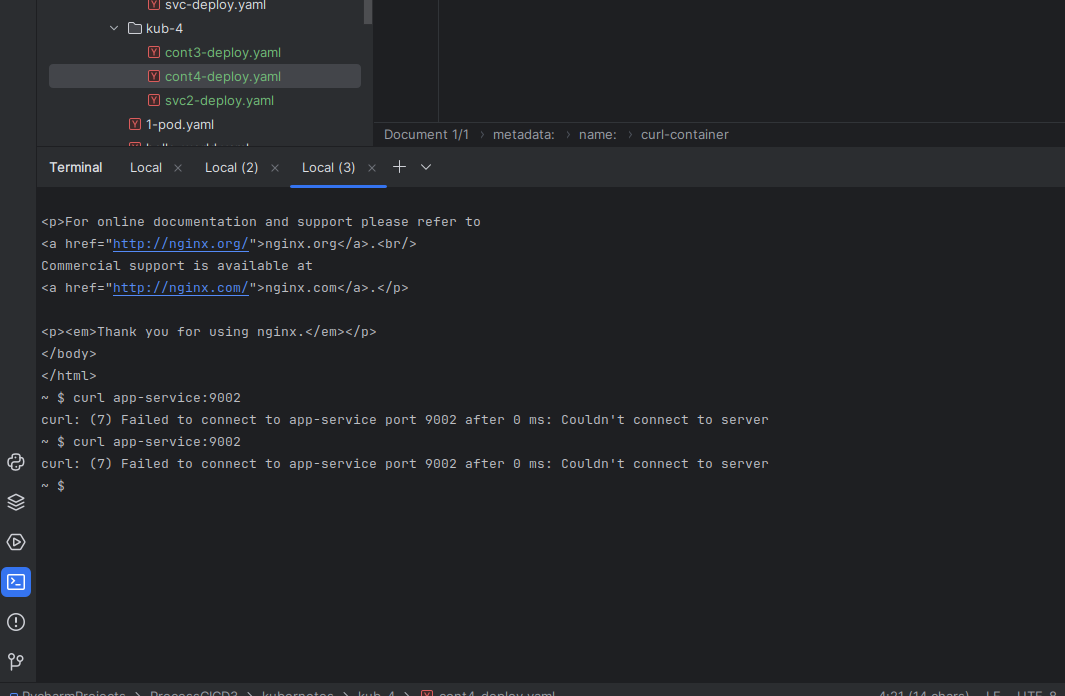 svc-deploy.yaml
kub-4
cont3-deploy.yaml
cont4-deploy.yaml
svc2-deploy.yaml
1-pod.yaml
Document 1/1 › metadata: › name: › curl-container
Terminal Local × Local (2) × Local (3) ×
<p>For online documentation and support please refer to
<a href="http://nginx.org/">nginx.org</a>.<br/>
Commercial support is available at
<a href="http://nginx.com/">nginx.com</a>.</p>
<p><em>Thank you for using nginx.</em></p>
</body>
</html>
~ $ curl app-service:9002
curl: (7) Failed to connect to app-service port 9002 after 0 ms: Couldn't connect to server
~ $ curl app-service:9002
curl: (7) Failed to connect to app-service port 9002 after 0 ms: Couldn't connect to server
~ $
PycharmProjects › ProcessCICD3 › kubernetes › kub-4 › cont4-deploy.yaml 4:21 (14 chars) LF UTF-8